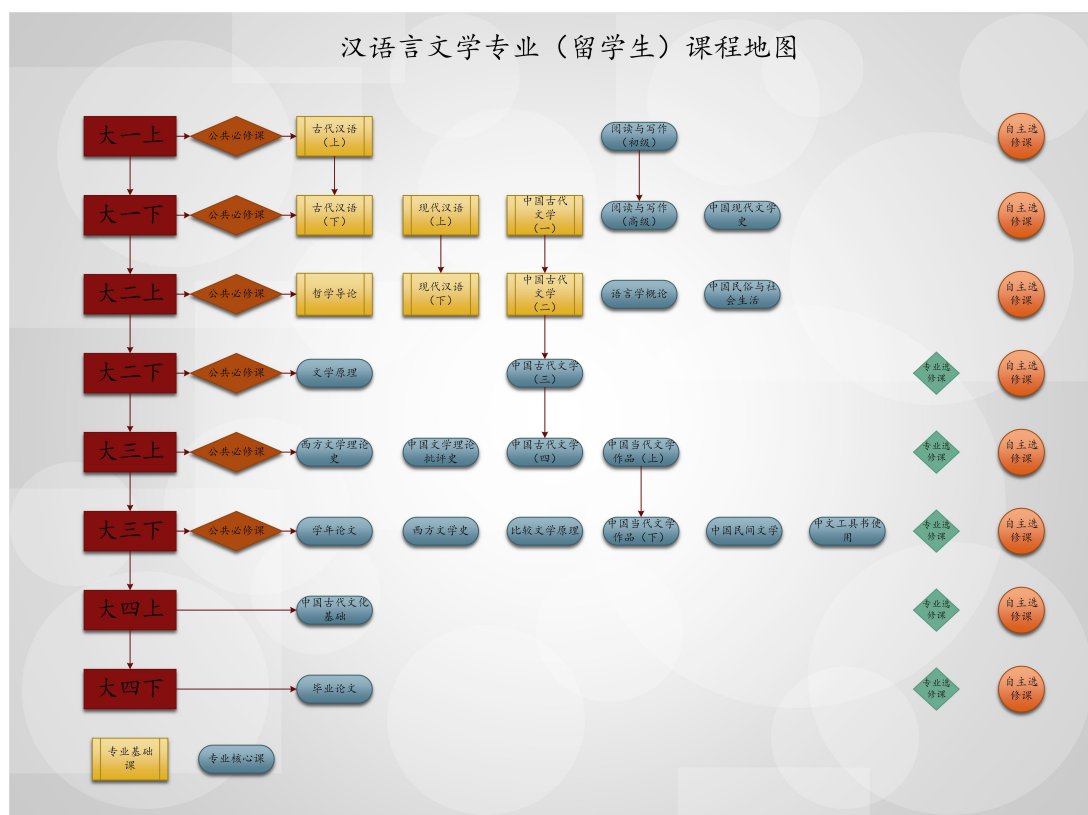 汉语言文学专业（留学生）课程地图
大一上
公共必修课
古代汉语
（上）
阅读与写作
（初级）
自主选
修课
大一下
公共必修课
古代汉语
（下）
现代汉语
（上）
中国古代
文学
（一）
阅读与写作
（高级）
中国现代文学
史
自主选
修课
大二上
公共必修课
哲学导论
现代汉语
（下）
中国古代
文学
（二）
语言学概论
中国民俗与社
会生活
自主选
修课
大二下
公共必修课
文学原理
中国古代文学
（三）
专业选
修课
自主选
修课
大三上
公共必修课
西方文学理论
史
中国文学理论
批评史
中国古代文学
（四）
中国当代文学
作品（上）
专业选
修课
自主选
修课
大三下
公共必修课
学年论文
西方文学史
比较文学原理
中国当代文学
作品（下）
中国民间文学
中文工具书使
用
专业选
修课
自主选
修课
大四上
中国古代文化
基础
专业选
修课
自主选
修课
大四下
毕业论文
专业选
修课
自主选
修课
专业基础
课
专业核心课